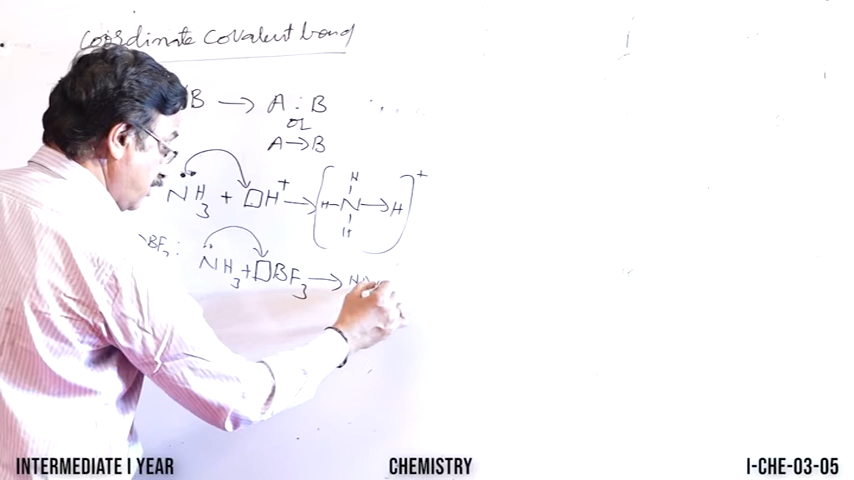 Coordinate Covalent bond
B → A : B
or
A → B
NH3 + □H+ → [H - N → H]+
H
H
BF3 :
NH3 + □BF3 →
INTERMEDIATE I YEAR
CHEMISTRY
I-CHE-03-05